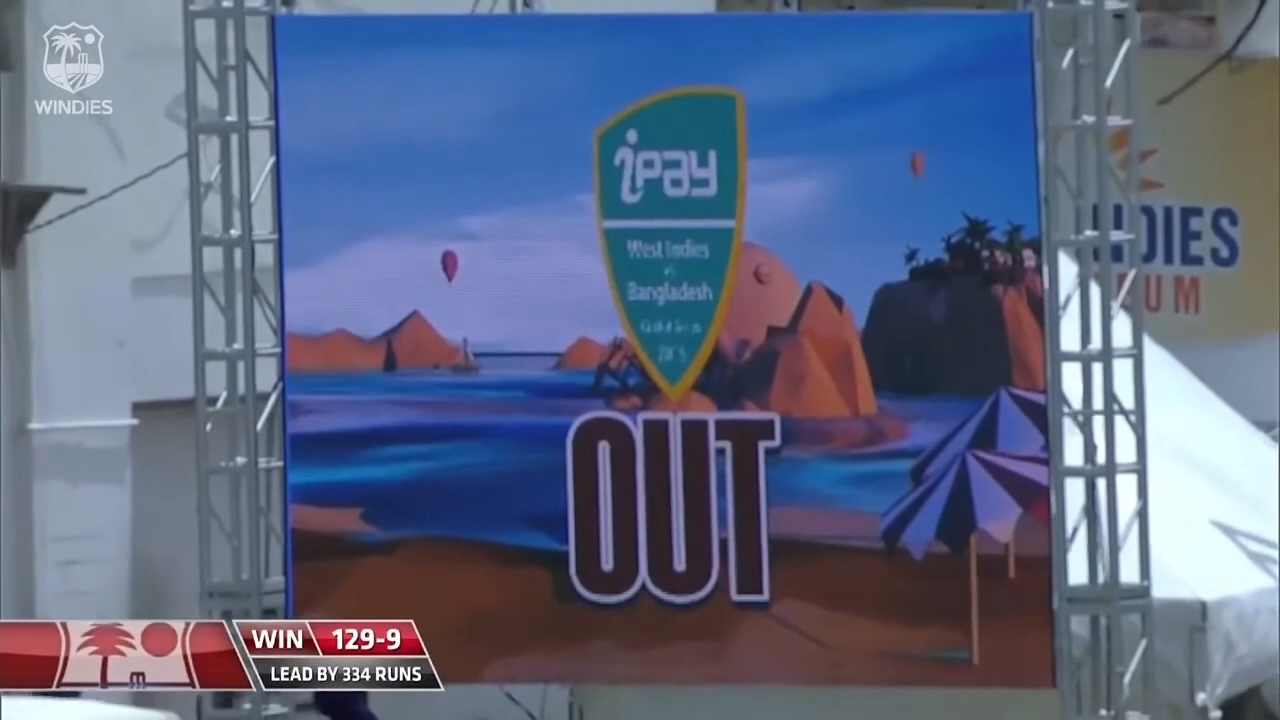 WINDIES
iPay
West Indies
vs
Bangladesh
OUT
WIN 129-9
LEAD BY 334 RUNS
DIES
UM